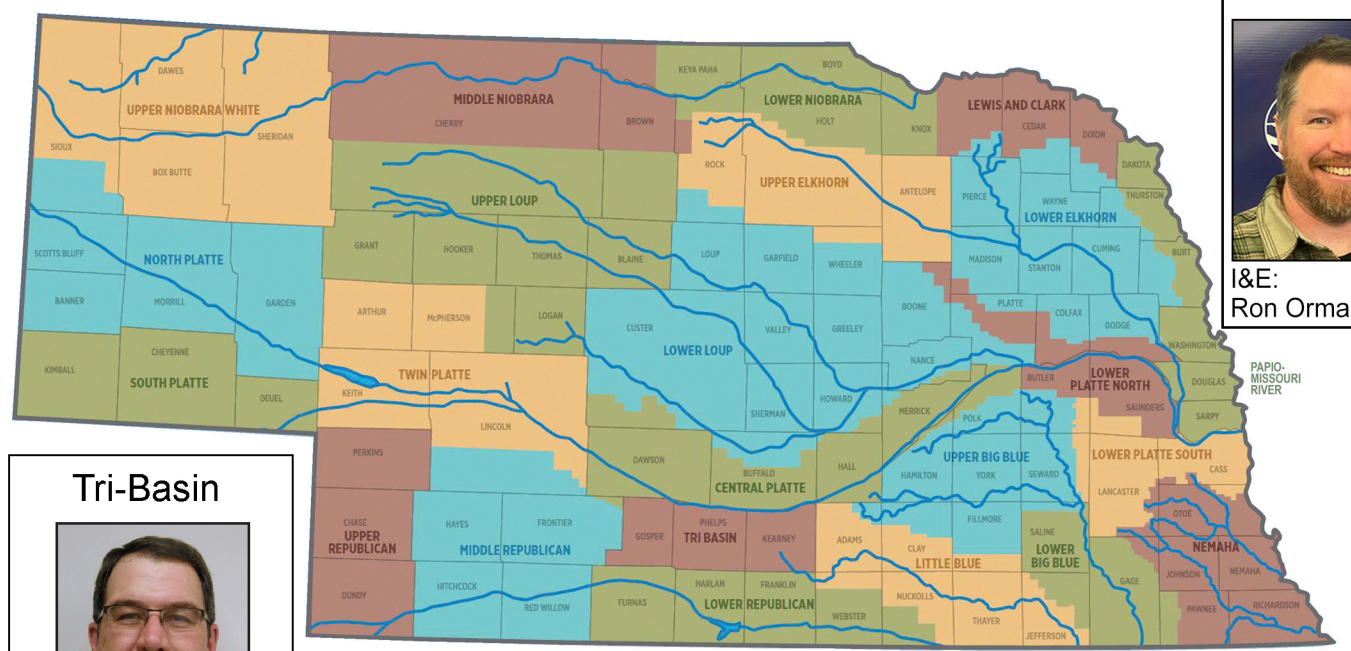 DAWES
UPPER NIOBRARA WHITE
SHERIDAN
SIOUX
BOX BUTTE
MIDDLE NIOBRARA
CHERRY
BROWN
KEYA PAHA
BOYD
LOWER NIOBRARA
HOLT
KNOX
LEWIS AND CLARK
CEDAR
DIXON
DAKOTA
THURSTON
ROCK
UPPER ELKHORN
ANTELOPE
PIERCE
WAYNE
LOWER ELKHORN
CUMING
BURT
MADISON
STANTON
UPPER LOUP
GRANT
HOOKER
THOMAS
BLAINE
LOUP
GARFIELD
WHEELER
SCOTTS BLUFF
NORTH PLATTE
BANNER
MORRILL
GARDEN
ARTHUR
McPHERSON
LOGAN
CUSTER
VALLEY
GREELEY
LOWER LOUP
BOONE
PLATTE
COLFAX
DODGE
NANCE
WASHINGTON
KIMBALL
CHEYENNE
SOUTH PLATTE
DEUEL
TWIN PLATTE
KEITH
LINCOLN
SHERMAN
HOWARD
MERRICK
POLK
BUTLER
LOWER
PLATTE NORTH
SAUNDERS
DOUGLAS
SARPY
PAPIO-
MISSOURI
RIVER
PERKINS
DAWSON
BUFFALO
CENTRAL PLATTE
HALL
HAMILTON
UPPER BIG BLUE
YORK
SEWARD
LOWER PLATTE SOUTH
CASS
LANCASTER
OTOE
CHASE
UPPER
REPUBLICAN
HAYES
FRONTIER
MIDDLE REPUBLICAN
GOSPER
PHELPS
TRI BASIN
KEARNEY
ADAMS
CLAY
LITTLE BLUE
FILLMORE
SALINE
LOWER
BIG BLUE
NEMAHA
JOHNSON
NEMAHA
GAGE
DUNDY
HITCHCOCK
RED WILLOW
FURNAS
HARLAN
FRANKLIN
LOWER REPUBLICAN
WEBSTER
NUCKOLLS
THAYER
JEFFERSON
PAWNEE
RICHARDSON
Tri-Basin
I&E:
Ron Orma